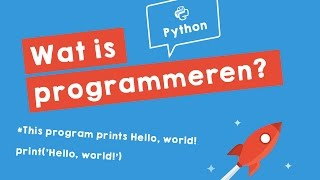 Python
Wat is
programmeren?
#This program prints Hello, world!
print('Hello, world!')